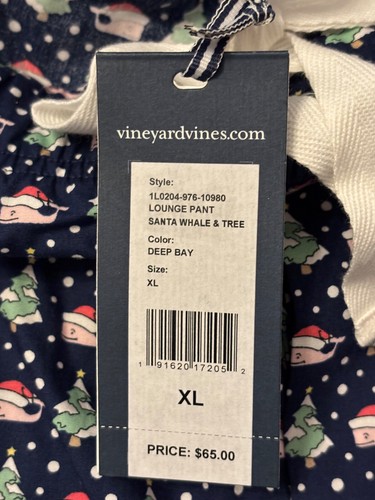 vineyardvines.com
Style:
1L0204-976-10980
LOUNGE PANT
SANTA WHALE & TREE
Color:
DEEP BAY
Size:
XL
1 91620 17205 2
XL
PRICE: $65.00